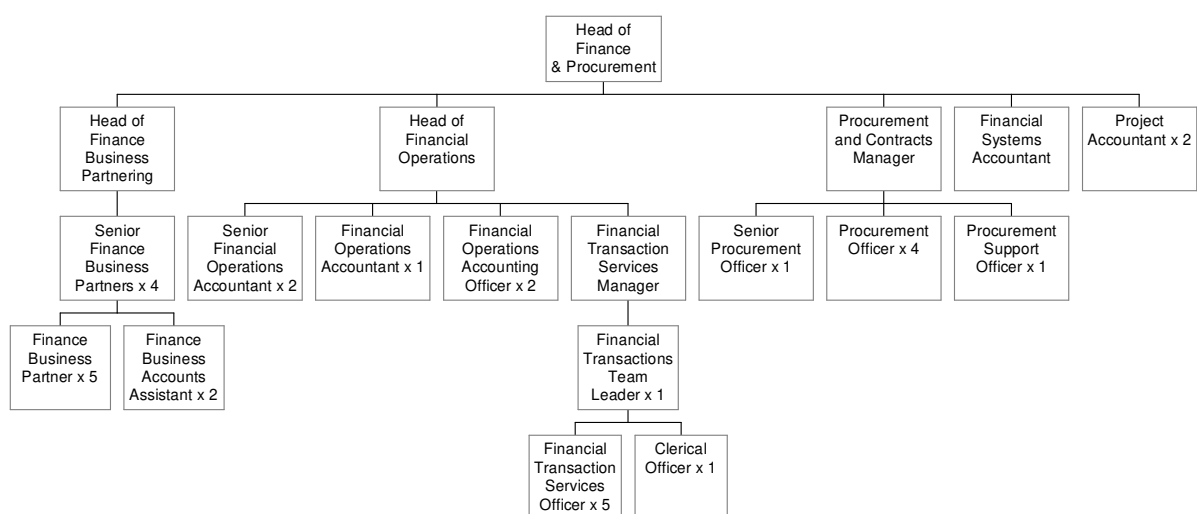 Head of
Finance
& Procurement
Head of
Finance
Business
Partnering
Head of
Financial
Operations
Procurement
and Contracts
Manager
Financial
Systems
Accountant
Project
Accountant x 2
Senior
Finance
Business
Partners x 4
Senior
Financial
Operations
Accountant x 2
Financial
Operations
Accountant x 1
Financial
Operations
Accounting
Officer x 2
Financial
Transaction
Services
Manager
Senior
Procurement
Officer x 1
Procurement
Officer x 4
Procurement
Support
Officer x 1
Finance
Business
Partner x 5
Finance
Business
Accounts
Assistant x 2
Financial
Transactions
Team
Leader x 1
Financial
Transaction
Services
Officer x 5
Clerical
Officer x 1